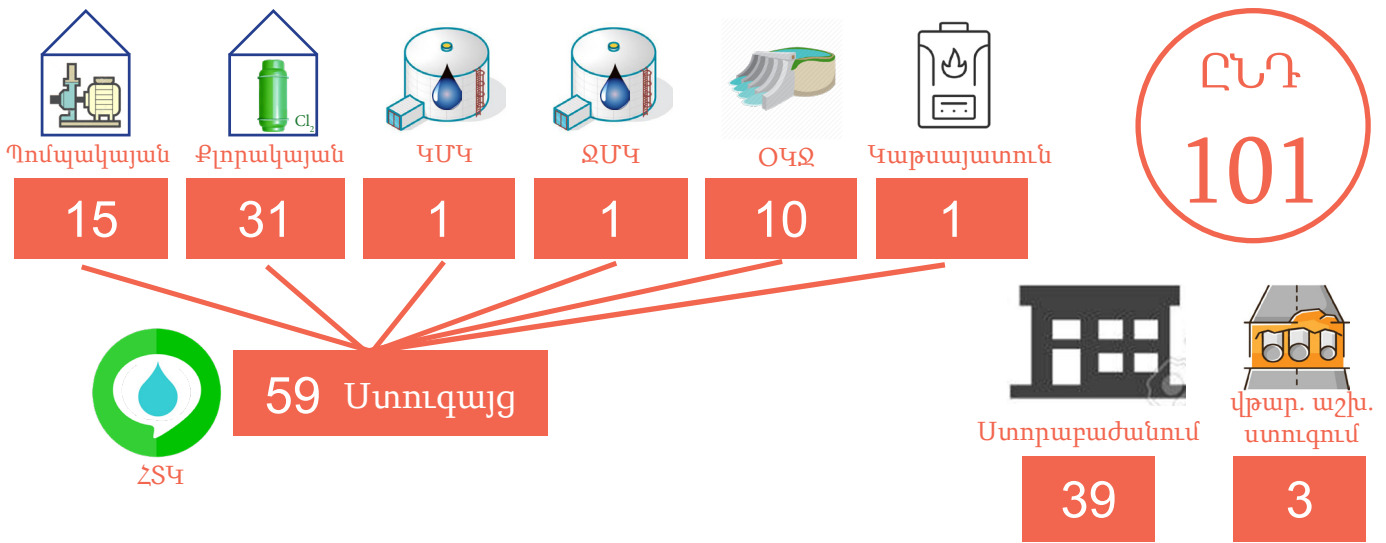 ԸՆԴ
101
Cl2
Պոմպակայան
Քլորակայան
ԿՄԿ
ՋՄԿ
ՕԿՋ
Կաթսայատուն
15
31
1
1
10
1
59 Ստուգայց
ՀՏԿ
Ստորաբաժանում
վթար. աշխ.
ստուգում
39
3